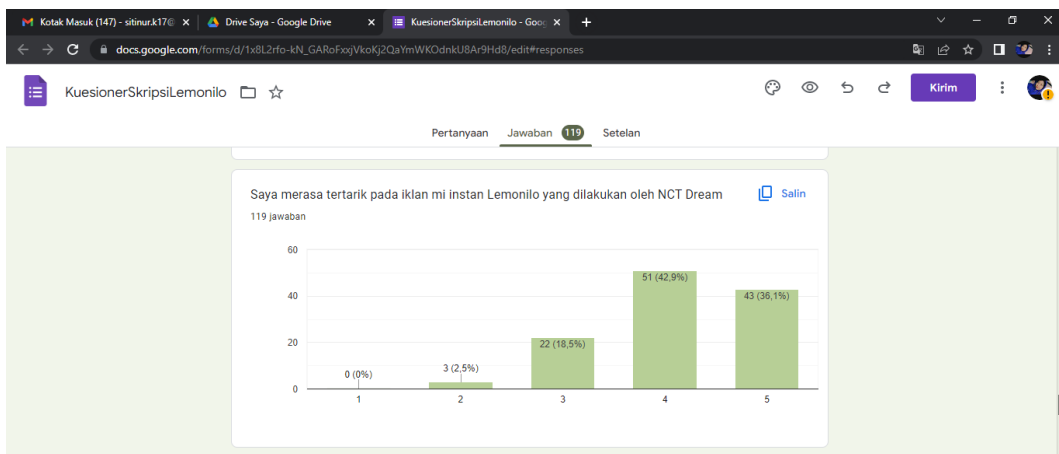 Kotak Masuk (147) - sitinur.k17@
Drive Saya - Google Drive
KuesionerSkripsiLemonilo - Goog
docs.google.com/forms/d/1x8L2rfo-kN_GARoFxxjVkoKj2QaYmWKOdnkU8Ar9Hd8/edit#responses
KuesionerSkripsiLemonilo
Kirim
Pertanyaan Jawaban 119 Setelan
Saya merasa tertarik pada iklan mi instan Lemonilo yang dilakukan oleh NCT Dream
Salin
119 jawaban
60
40
20
0
0 (0%)
3 (2,5%)
22 (18,5%)
51 (42,9%)
43 (36,1%)
1 2 3 4 5